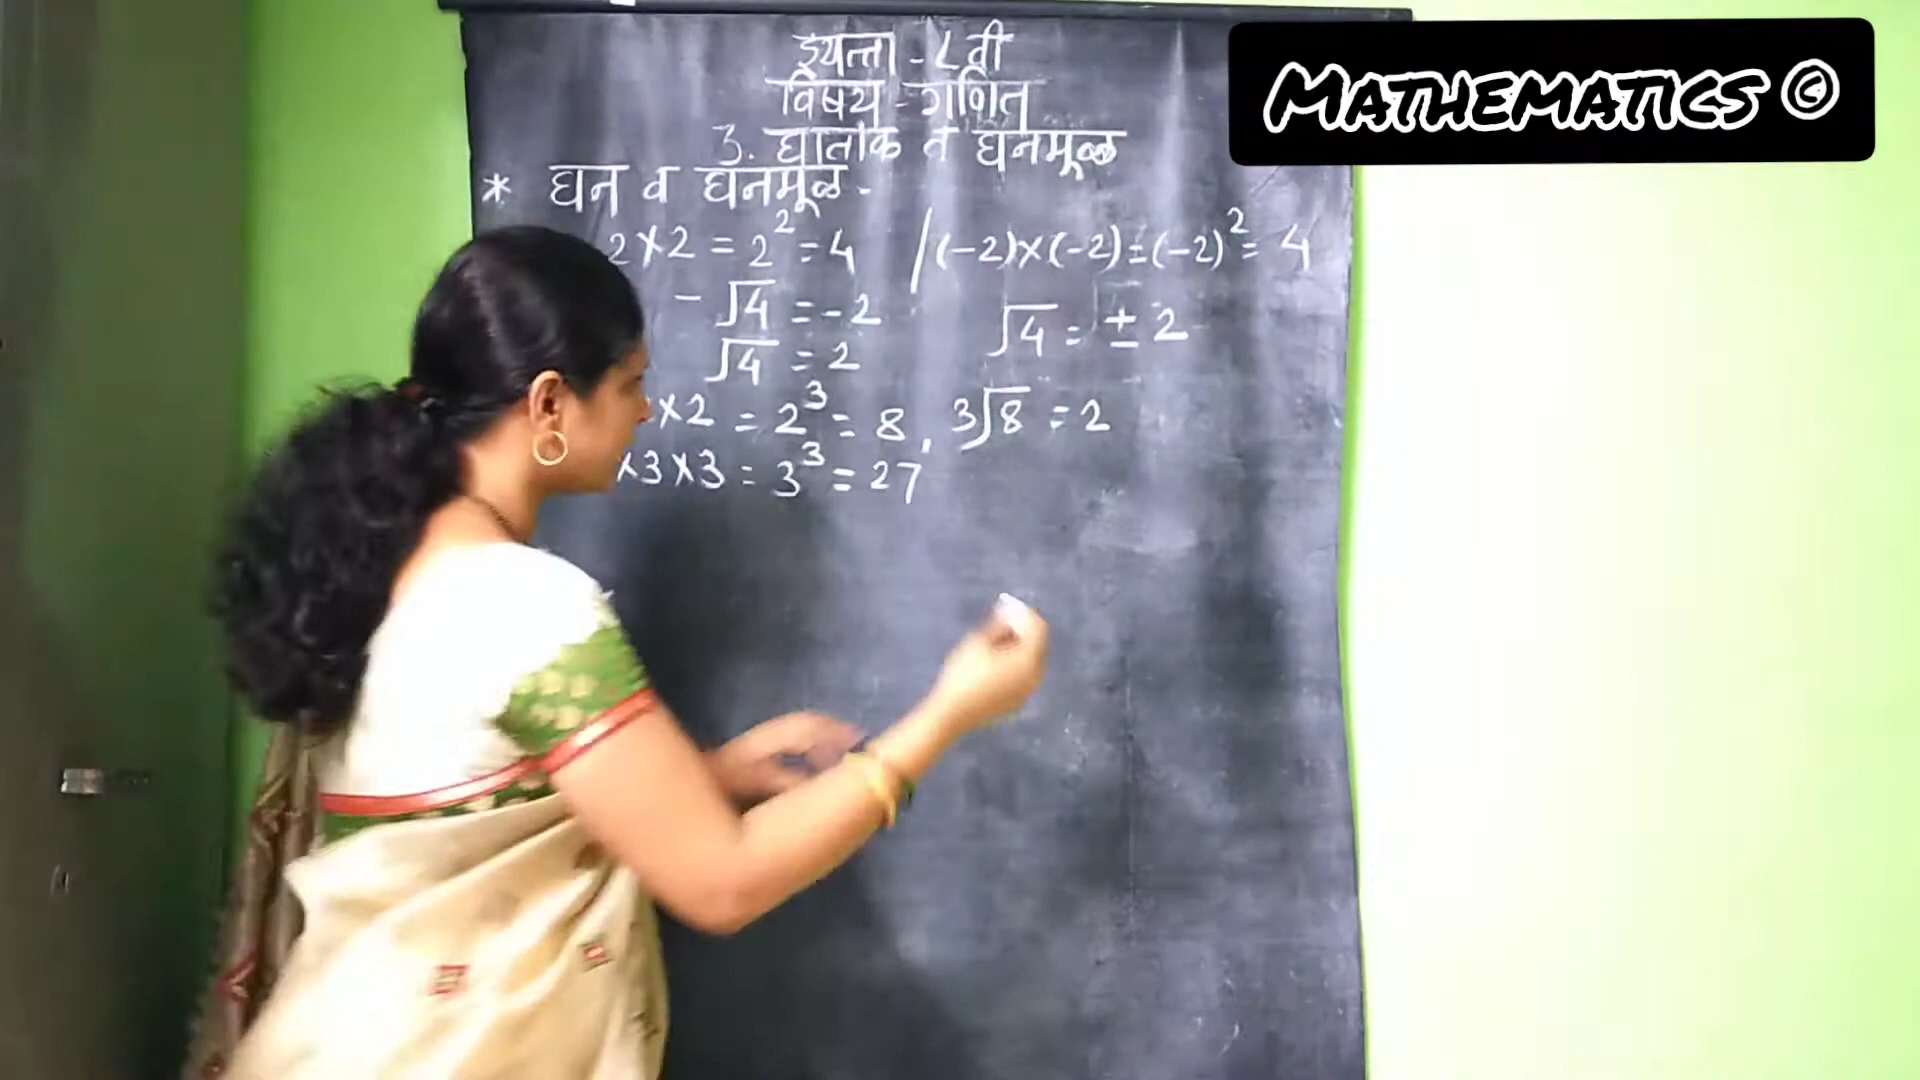 इयत्ता - ८ वी
विषय - गणित
3. घातांक व घनमूळ
* घन व घनमूळ -
2×2 = 2² = 4 / (-2)×(-2) = (-2)² = 4
- √4 = -2
√4 = ± 2
√4 = 2
×2 = 2³ = 8, 3√8 = 2
×3×3 = 3³ = 27
MATHEMATICS ©